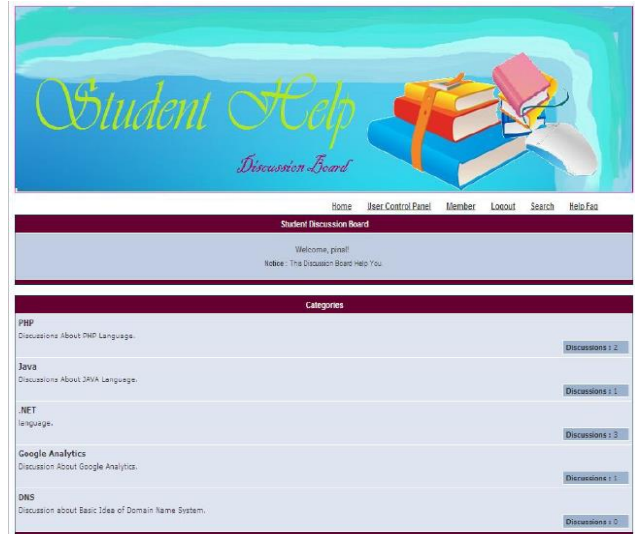 Student Help
Discussion Board
Home User Control Panel Member Logout Search Help Faq
Student Discussion Board
Welcome, pinal!
Notice : This Discussion Board Help You.
Categories
PHP
Discussions About PHP Language.
Discussions : 2
Java
Discussions About JAVA Language.
Discussions : 1
.NET
language.
Discussions : 3
Google Analytics
Discussion About Google Analytics.
Discussions : 1
DNS
Discussion about Basic Idea of Domain Name System.
Discussions : 0